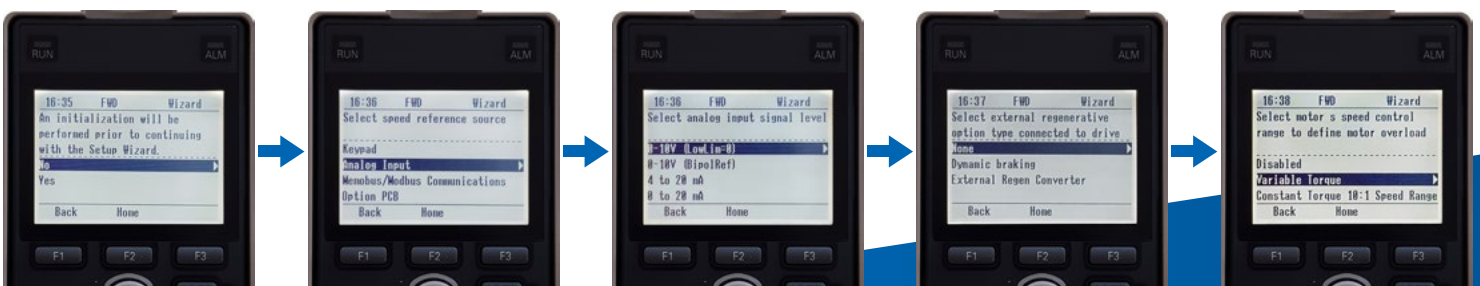 RUN
ALM
16:35 FWD Wizard
An initialization will be
performed prior to continuing
with the Setup Wizard.
No
Yes
Back Home
F1 F2 F3
RUN
ALM
16:36 FWD Wizard
Select speed reference source
Keypad
Analog Input
Memobus/Modbus Communications
Option PCB
Back Home
F1 F2 F3
RUN
ALM
16:36 FWD Wizard
Select analog input signal level
0-10V (LowLim=0)
0-10V (BipolRef)
4 to 20 mA
0 to 20 mA
Back Home
F1 F2 F3
RUN
ALM
16:37 FWD Wizard
Select external regenerative
option type connected to drive
None
Dynamic braking
External Regen Converter
Back Home
F1 F2 F3
RUN
ALM
16:38 FWD Wizard
Select motor s speed control
range to define motor overload
Disabled
Variable Torque
Constant Torque 10:1 Speed Range
Back Home
F1 F2 F3